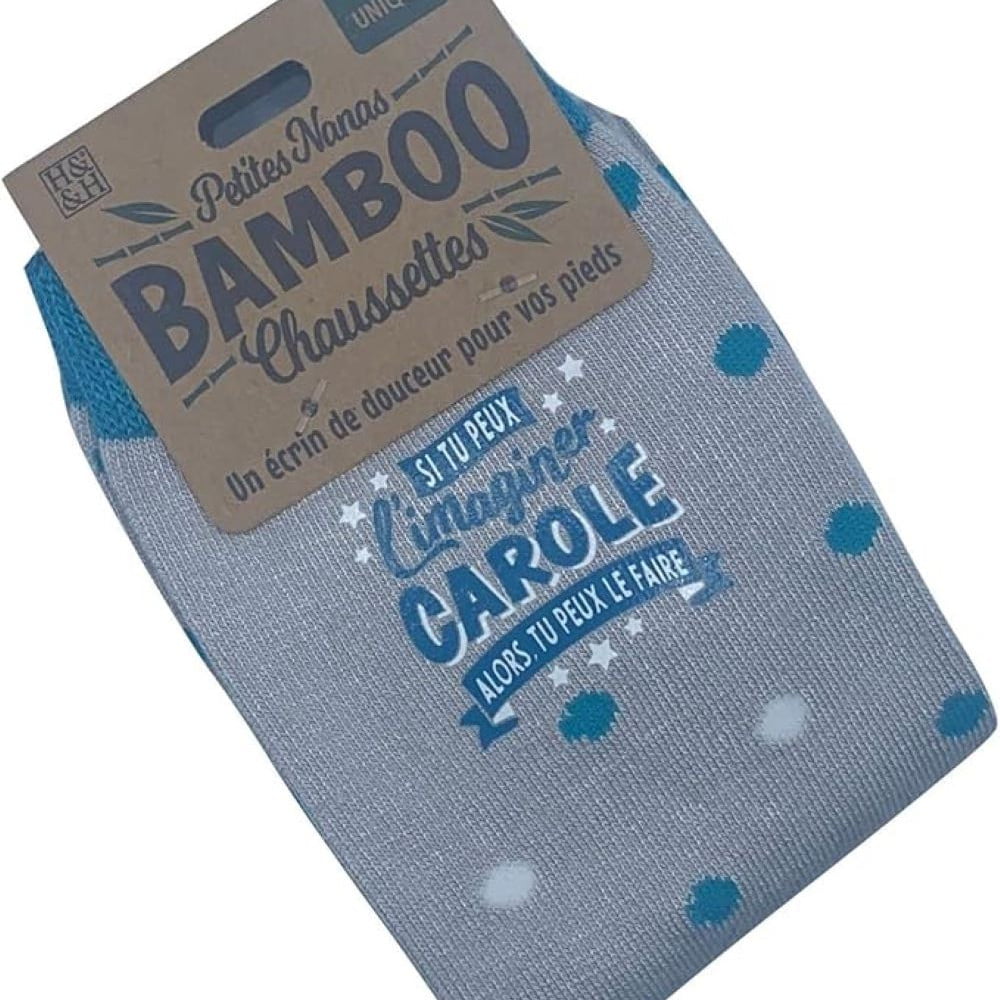 UNIQ
H&
&H
Petites Nanas
BAMBOO
Chaussettes
Un écrin de douceur pour vos pieds
SI TU PEUX
l'imaginer
CAROLE
ALORS, TU PEUX LE FAIRE